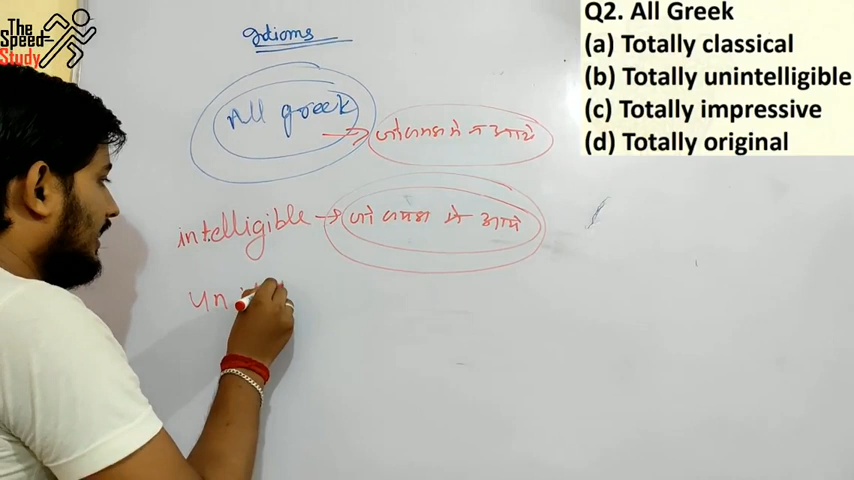 The
Speed
Study
Idioms
All greek
जो समझ मे न आये
intelligible → जो समझ मे आये
un
Q2. All Greek
(a) Totally classical
(b) Totally unintelligible
(c) Totally impressive
(d) Totally original